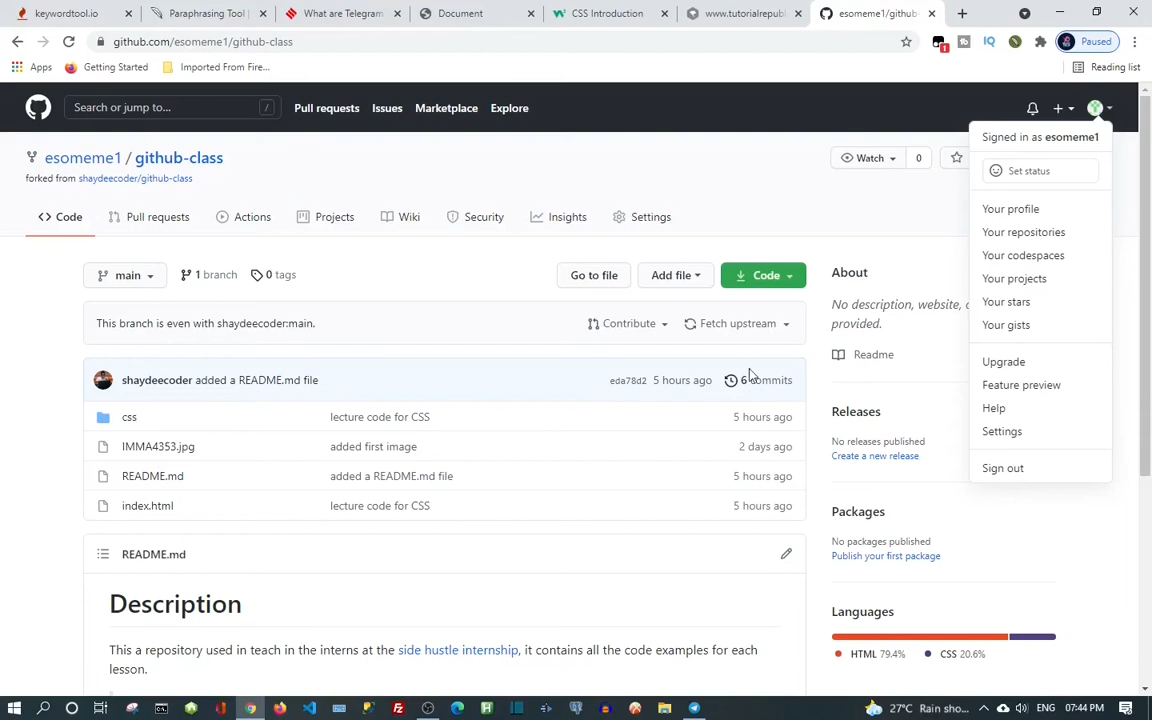 keywordtool.io
Paraphrasing Tool |
What are Telegram
Document
CSS Introduction
www.tutorialrepubl
esomeme1/github-
github.com/esomeme1/github-class
1
IQ
Paused
Apps
Getting Started
Imported From Fire...
Reading list
Search or jump to...
/
Pull requests
Issues
Marketplace
Explore
Signed in as esomeme1
esomeme1 / github-class
Watch
0
forked from shaydeecoder/github-class
Set status
Code
Pull requests
Actions
Projects
Wiki
Security
Insights
Settings
Your profile
Your repositories
Your codespaces
Your projects
Your stars
Your gists
Upgrade
Feature preview
Help
Settings
Sign out
main
1 branch
0 tags
Go to file
Add file
Code
About
No description, website,
provided.
This branch is even with shaydeecoder:main.
Contribute
Fetch upstream
Readme
shaydeecoder added a README.md file
eda78d2 5 hours ago
6 commits
css
lecture code for CSS
5 hours ago
Releases
No releases published
Create a new release
IMMA4353.jpg
added first image
2 days ago
README.md
added a README.md file
5 hours ago
index.html
lecture code for CSS
5 hours ago
Packages
No packages published
Publish your first package
README.md
Description
This a repository used in teach in the interns at the side hustle internship, it contains all the code examples for each
lesson.
Languages
HTML 79.4%
CSS 20.6%
27°C Rain sho...
ENG
07:44 PM